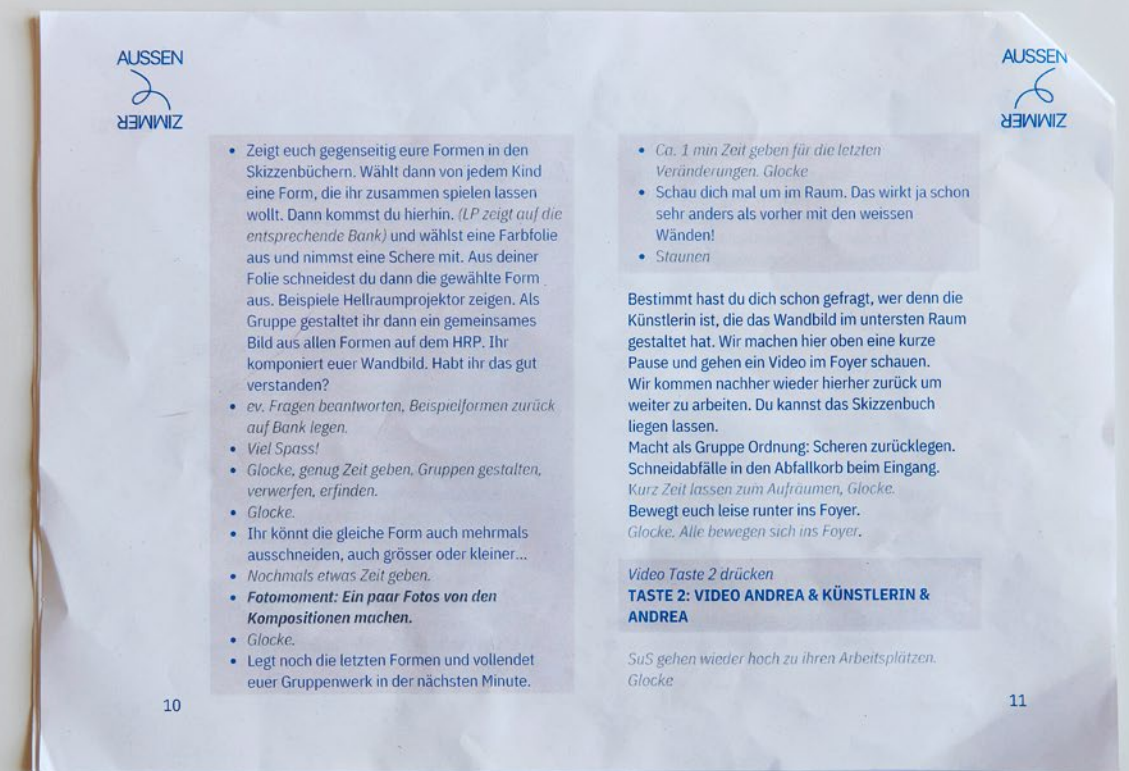 AUSSEN
ZIMMER
• Zeigt euch gegenseitig eure Formen in den
Skizzenbüchern. Wählt dann von jedem Kind
eine Form, die ihr zusammen spielen lassen
wollt. Dann kommst du hierhin. (LP zeigt auf die
entsprechende Bank) und wählst eine Farbfolie
aus und nimmst eine Schere mit. Aus deiner
Folie schneidest du dann die gewählte Form
aus. Beispiele Hellraumprojektor zeigen. Als
Gruppe gestaltet ihr dann ein gemeinsames
Bild aus allen Formen auf dem HRP. Ihr
komponiert euer Wandbild. Habt ihr das gut
verstanden?
• ev. Fragen beantworten, Beispielformen zurück
auf Bank legen.
• Viel Spass!
• Glocke, genug Zeit geben, Gruppen gestalten,
verwerfen, erfinden.
• Glocke.
• Ihr könnt die gleiche Form auch mehrmals
ausschneiden, auch grösser oder kleiner...
• Nochmals etwas Zeit geben.
• Fotomoment: Ein paar Fotos von den
Kompositionen machen.
• Glocke.
• Legt noch die letzten Formen und vollendet
euer Gruppenwerk in der nächsten Minute.
10
AUSSEN
ZIMMER
• Ca. 1 min Zeit geben für die letzten
Veränderungen. Glocke
• Schau dich mal um im Raum. Das wirkt ja schon
sehr anders als vorher mit den weissen
Wänden!
• Staunen
Bestimmt hast du dich schon gefragt, wer denn die
Künstlerin ist, die das Wandbild im untersten Raum
gestaltet hat. Wir machen hier oben eine kurze
Pause und gehen ein Video im Foyer schauen.
Wir kommen nachher wieder hierher zurück um
weiter zu arbeiten. Du kannst das Skizzenbuch
liegen lassen.
Macht als Gruppe Ordnung: Scheren zurücklegen.
Schneidabfälle in den Abfallkorb beim Eingang.
Kurz Zeit lassen zum Aufräumen, Glocke.
Bewegt euch leise runter ins Foyer.
Glocke. Alle bewegen sich ins Foyer.
Video Taste 2 drücken
TASTE 2: VIDEO ANDREA & KÜNSTLERIN &
ANDREA
SuS gehen wieder hoch zu ihren Arbeitsplätzen.
Glocke
11